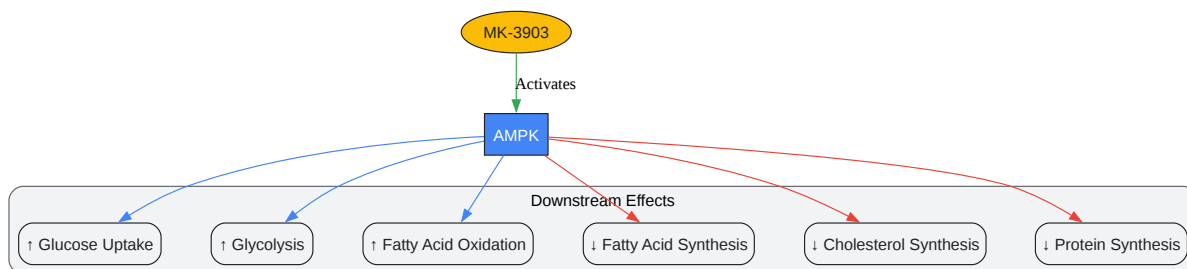 MK-3903
Activates
AMPK
Downstream Effects
↑ Glucose Uptake
↑ Glycolysis
↑ Fatty Acid Oxidation
↓ Fatty Acid Synthesis
↓ Cholesterol Synthesis
↓ Protein Synthesis